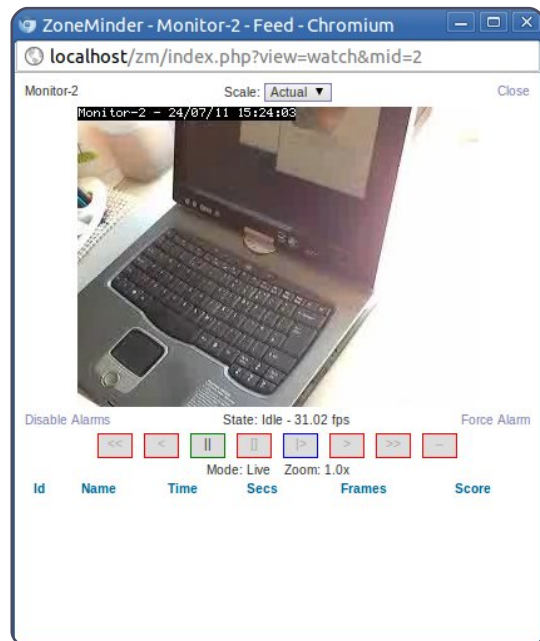 ZoneMinder - Monitor-2 - Feed - Chromium
localhost/zm/index.php?view=watch&mid=2
Monitor-2 Scale: Actual ▼ Close
Monitor-2 - 24/07/11 15:24:03
Disable Alarms State: Idle - 31.02 fps Force Alarm
<< < || [] |> > >> –
Mode: Live Zoom: 1.0x
Id Name Time Secs Frames Score